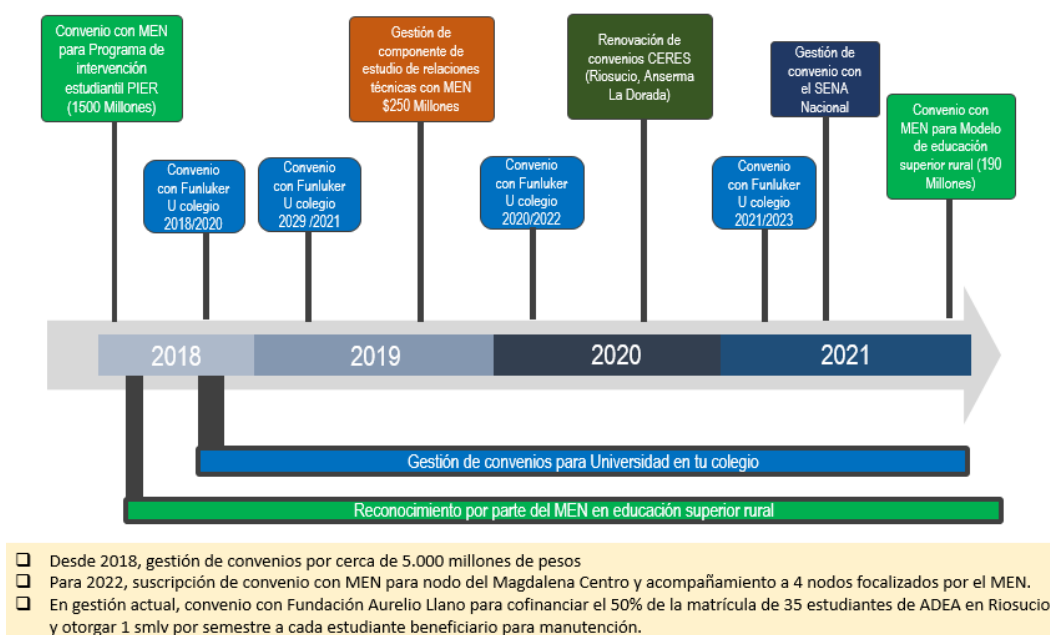 Convenio con MEN
para Programa de
intervención
estudiantil PIER
(1500 Millones)
Gestión de
componente de
estudio de relaciones
técnicas con MEN
$250 Millones
Renovación de
convenios CERES
(Riosucio, Anserma
La Dorada)
Gestión de
convenio con
el SENA
Nacional
Convenio con
MEN para Modelo
de educación
superior rural (190
Millones)
Convenio
con Funluker
U colegio
2018/2020
Convenio
con Funluker
U colegio
2029 /2021
Convenio
con Funluker
U colegio
2020/2022
Convenio
con Funluker
U colegio
2021/2023
2018
2019
2020
2021
Gestión de convenios para Universidad en tu colegio
Reconocimiento por parte del MEN en educación superior rural
Desde 2018, gestión de convenios por cerca de 5.000 millones de pesos
Para 2022, suscripción de convenio con MEN para nodo del Magdalena Centro y acompañamiento a 4 nodos focalizados por el MEN.
En gestión actual, convenio con Fundación Aurelio Llano para cofinanciar el 50% de la matrícula de 35 estudiantes de ADEA en Riosucio
y otorgar 1 smlv por semestre a cada estudiante beneficiario para manutención.